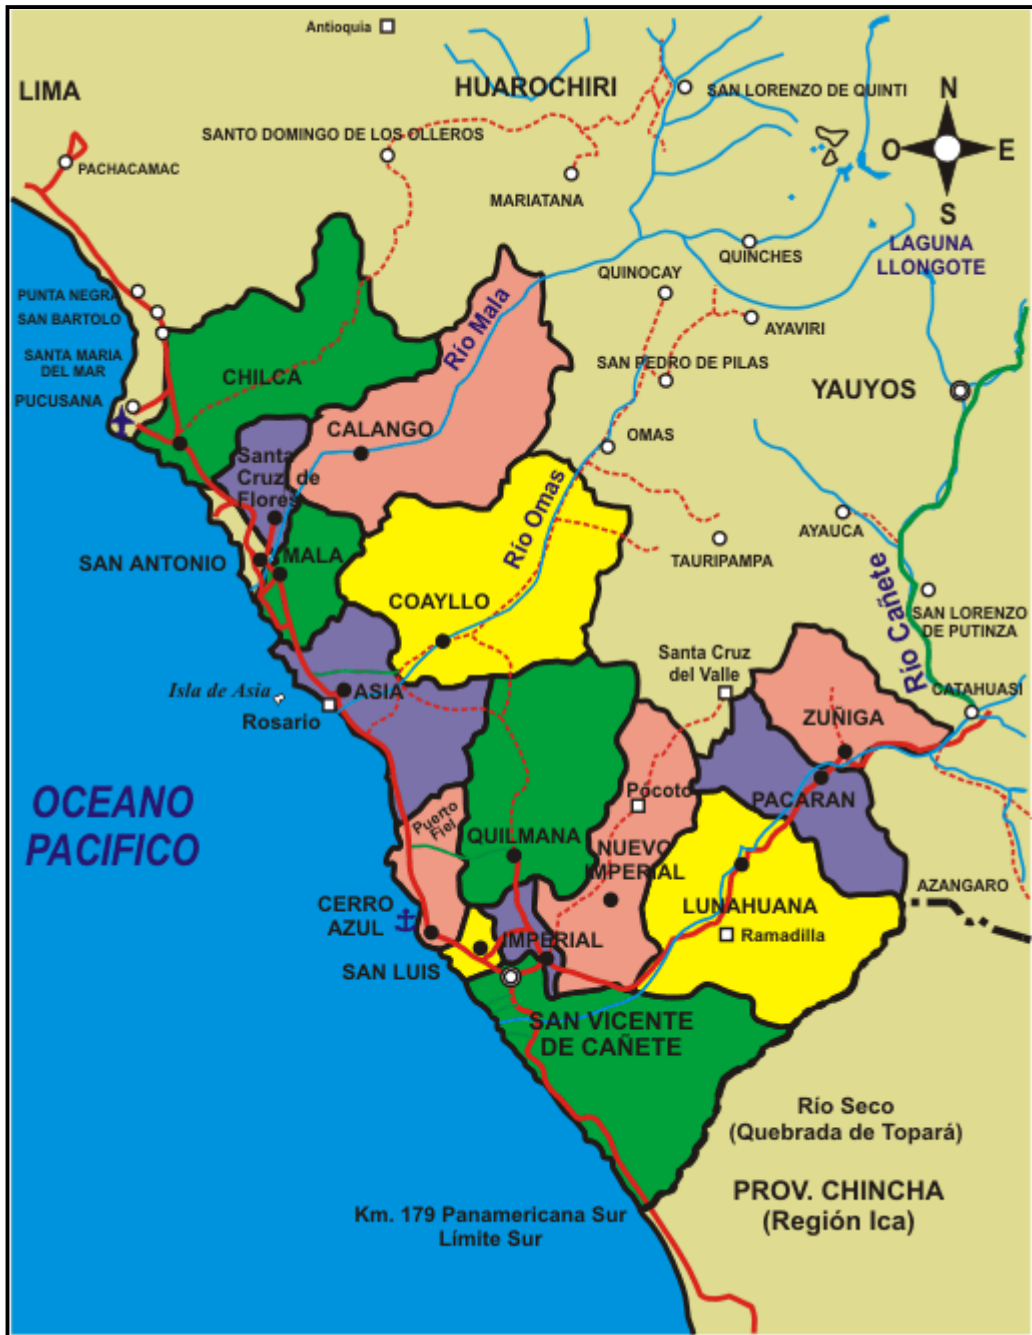 Antioquia
LIMA
HUAROCHIRI
SAN LORENZO DE QUINTI
N
SANTO DOMINGO DE LOS OLLEROS
O
E
PACHACAMAC
MARIATANA
S
LAGUNA
LLONGOTE
QUINCHES
QUINOCAY
PUNTA NEGRA
SAN BARTOLO
Río Mala
AYAVIRI
SANTA MARIA
DEL MAR
CHILCA
SAN PEDRO DE PILAS
YAUYOS
PUCUSANA
CALANGO
OMAS
Santa
Cruz de
Flores
Río Omas
AYAUCA
SAN ANTONIO
MALA
TAURIPAMPA
COAYLLO
Río Cañete
SAN LORENZO
DE PUTINZA
Santa Cruz
del Valle
Isla de Asia
ASIA
CATAHUASI
Rosario
ZUÑIGA
OCEANO
PACIFICO
Pocoto
PACARAN
Puerto
Fiel
QUILMANA
NUEVO
IMPERIAL
AZANGARO
CERRO
AZUL
LUNAHUANA
IMPERIAL
Ramadilla
SAN LUIS
SAN VICENTE
DE CAÑETE
Río Seco
(Quebrada de Topará)
PROV. CHINCHA
(Región Ica)
Km. 179 Panamericana Sur
Límite Sur